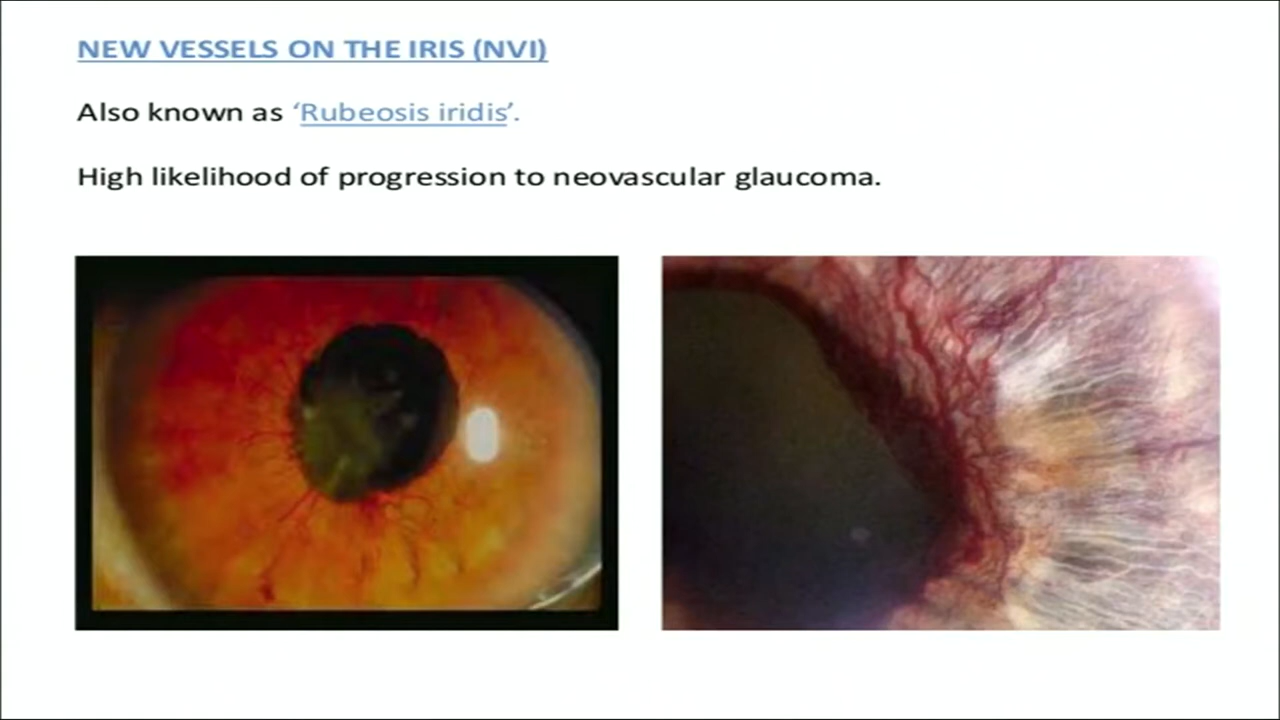 NEW VESSELS ON THE IRIS (NVI)
Also known as ‘Rubeosis iridis’.
High likelihood of progression to neovascular glaucoma.